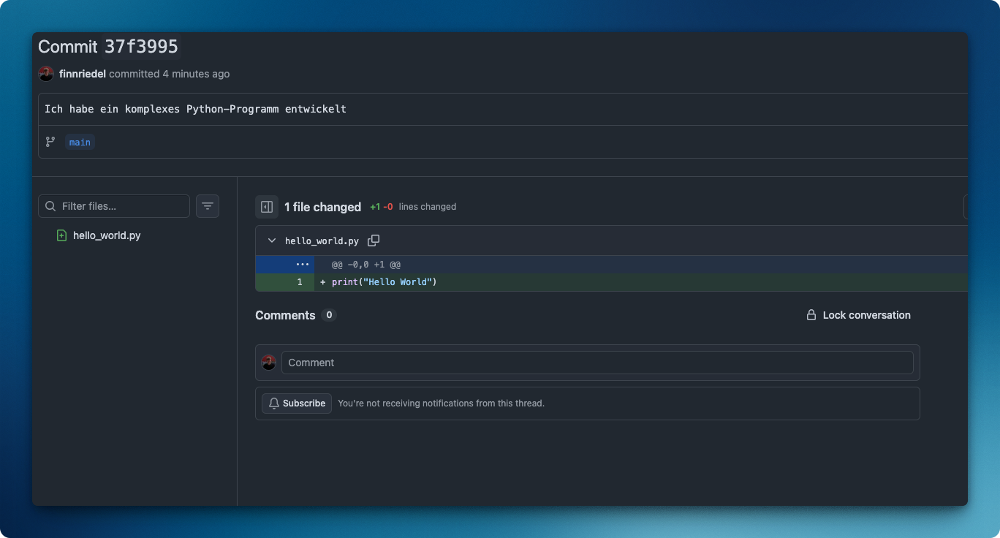 Commit 37f3995
finnriedel committed 4 minutes ago
Ich habe ein komplexes Python-Programm entwickelt
main
Filter files...
hello_world.py
1 file changed +1 -0 lines changed
hello_world.py
... @@ -0,0 +1 @@
1 + print("Hello World")
Comments 0
Lock conversation
Comment
Subscribe You're not receiving notifications from this thread.